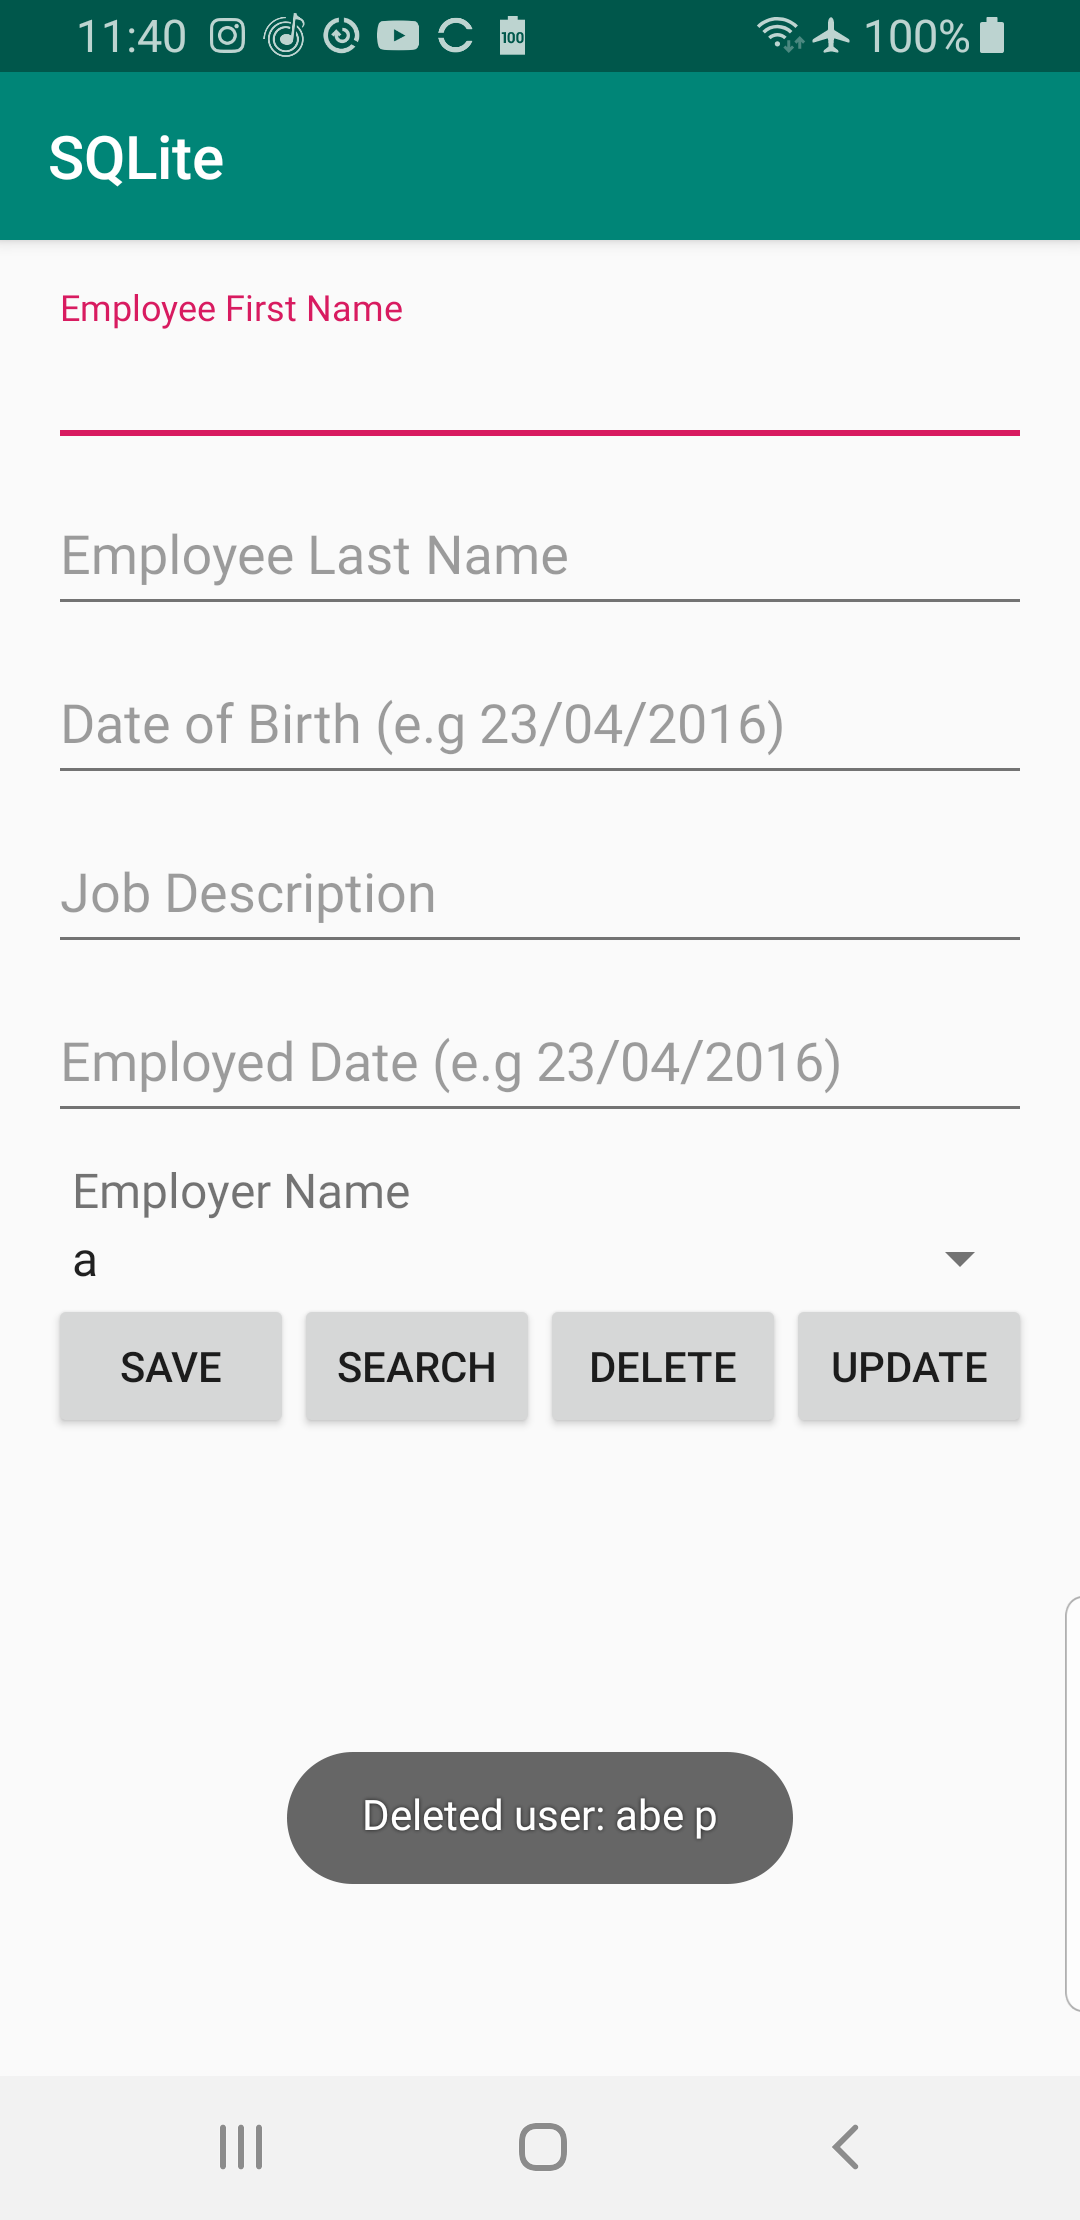 11:40 100 100%
SQLite
Employee First Name
Employee Last Name
Date of Birth (e.g 23/04/2016)
Job Description
Employed Date (e.g 23/04/2016)
Employer Name
a
SAVE SEARCH DELETE UPDATE
Deleted user: abe p